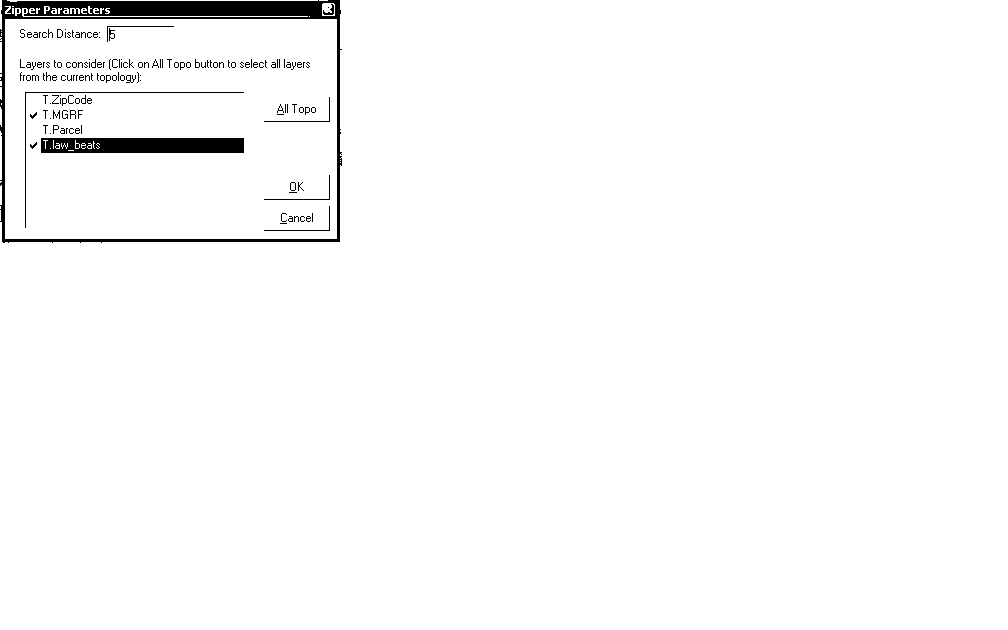 Zipper Parameters
Search Distance: 5
Layers to consider (Click on All Topo button to select all layers
from the current topology):
T.ZipCode
T.MGRF
T.Parcel
T.law_beats
All Topo
OK
Cancel